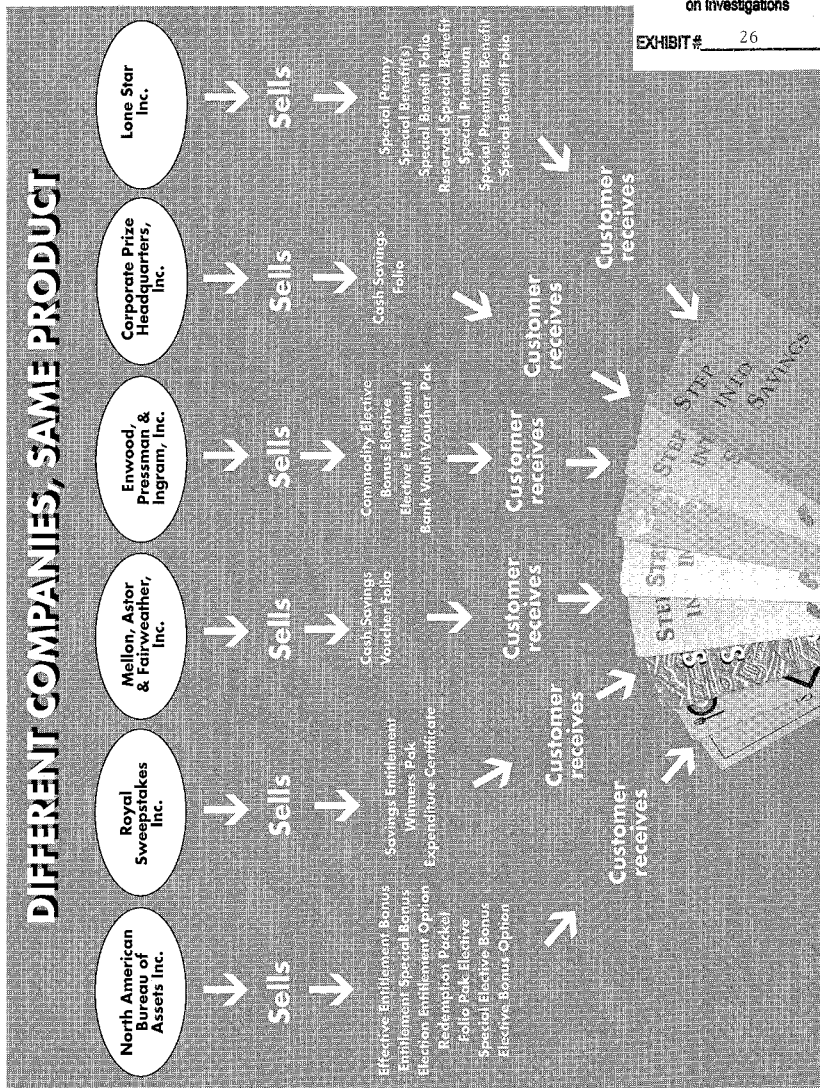 on Investigations
EXHIBIT # 26
DIFFERENT COMPANIES, SAME PRODUCT
North American
Bureau of
Assets Inc.
Sells
Effective Entitlement Bonus
Entitlement Special Bonus
Election Entitlement Option
Redemption Packet
Folio Pak Elective
Special Elective Bonus
Elective Bonus Option
Customer
receives
Royal
Sweepstakes
Inc.
Sells
Savings Entitlement
Winners Pak
Expenditure Certificate
Customer
receives
Mellon, Astor
& Fairweather,
Inc.
Sells
Cash Savings
Voucher Folio
Customer
receives
Enwood,
Pressman &
Ingram, Inc.
Sells
Commodity Elective
Bonus Elective
Elective Entitlement
Bank Vault Voucher Pak
Customer
receives
Corporate Prize
Headquarters,
Inc.
Sells
Cash Savings
Folio
Customer
receives
Lone Star
Inc.
Sells
Special Penny
Special Benefit(s)
Special Benefit Folio
Reserved Special Benefit
Special Premium
Special Premium Benefit
Special Benefit Folio
Customer
receives
STEP
IN
STEP
IN
STEP
INT
S
STEP
INTO
SAVINGS